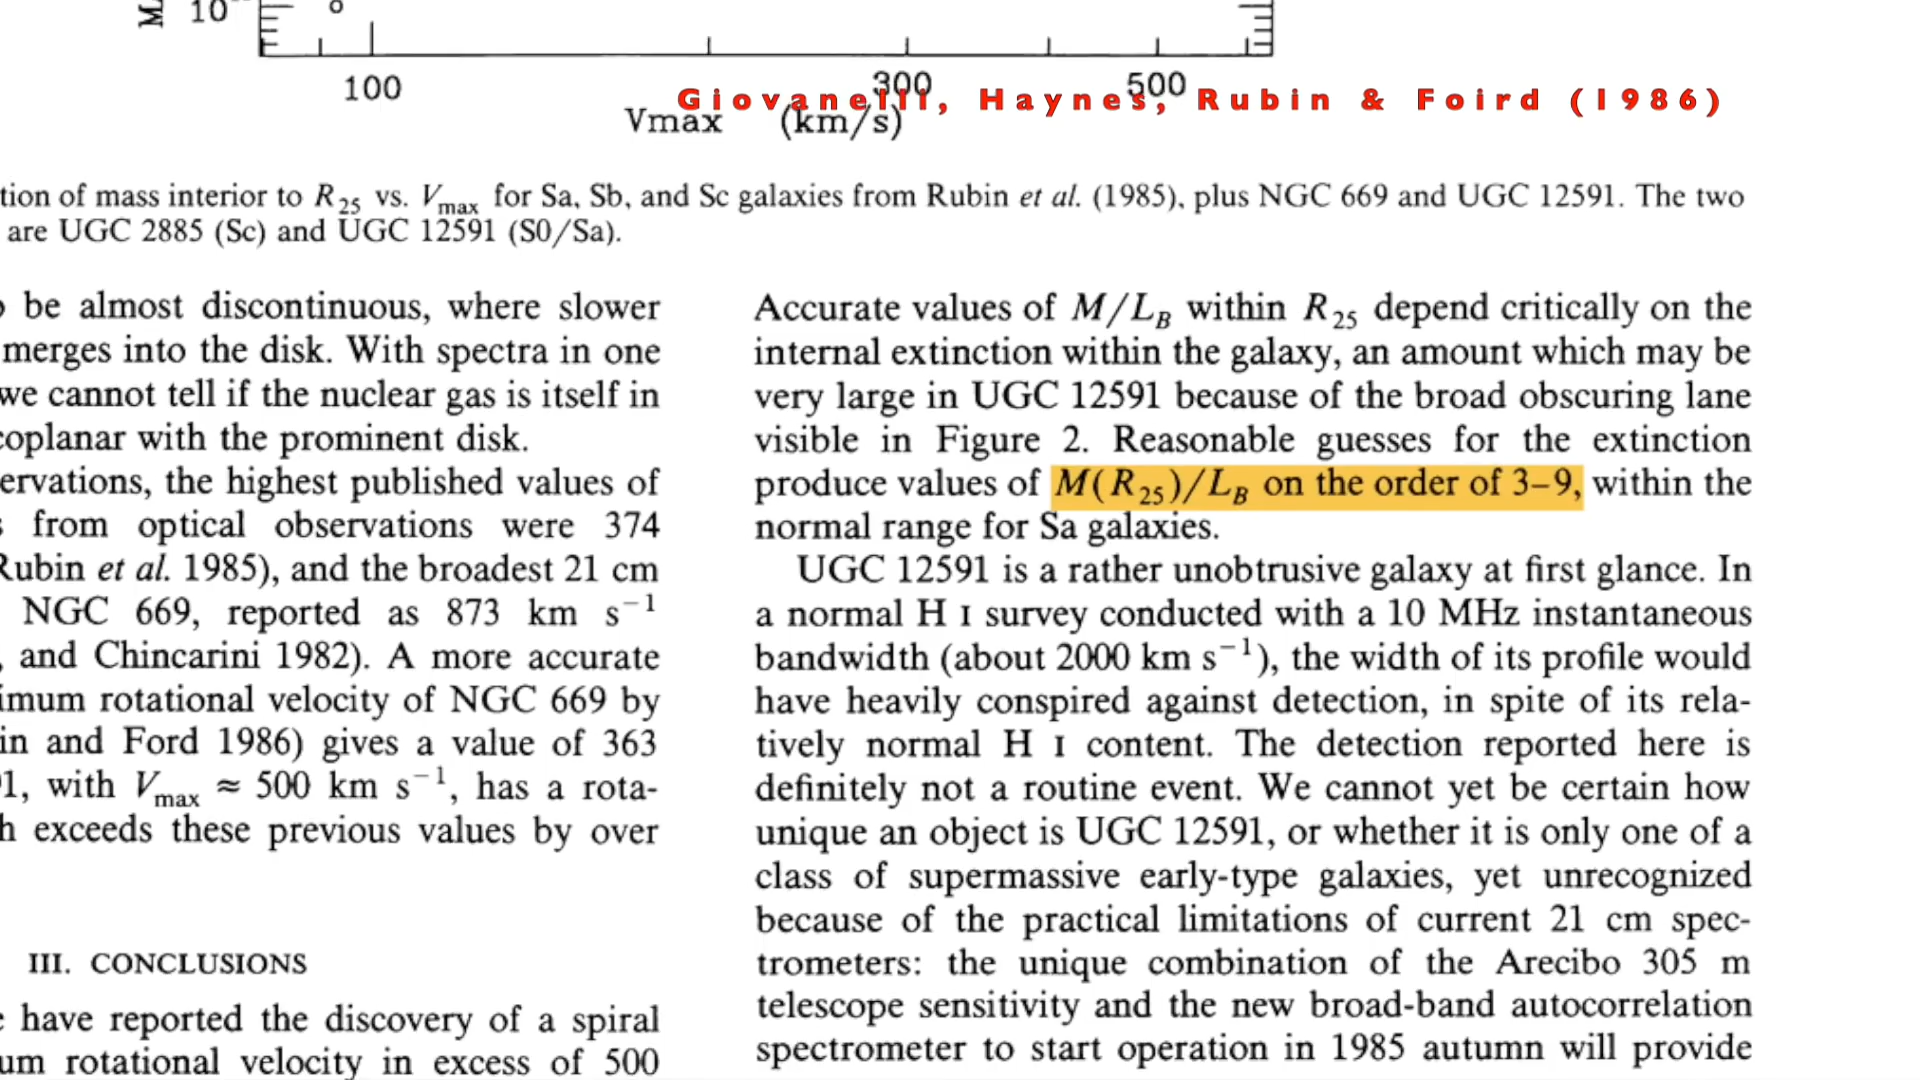 10
100 300 500
Giovanelli, Haynes, Rubin & Foird (1986)
Vmax (km/s)
tion of mass interior to R25 vs. Vmax for Sa, Sb, and Sc galaxies from Rubin et al. (1985), plus NGC 669 and UGC 12591. The two
are UGC 2885 (Sc) and UGC 12591 (S0/Sa).
be almost discontinuous, where slower
merges into the disk. With spectra in one
we cannot tell if the nuclear gas is itself in
coplanar with the prominent disk.
ervations, the highest published values of
from optical observations were 374
Rubin et al. 1985), and the broadest 21 cm
NGC 669, reported as 873 km s⁻¹
, and Chincarini 1982). A more accurate
imum rotational velocity of NGC 669 by
in and Ford 1986) gives a value of 363
1, with Vmax ≈ 500 km s⁻¹, has a rota-
h exceeds these previous values by over
III. CONCLUSIONS
have reported the discovery of a spiral
um rotational velocity in excess of 500
Accurate values of M/LB within R25 depend critically on the
internal extinction within the galaxy, an amount which may be
very large in UGC 12591 because of the broad obscuring lane
visible in Figure 2. Reasonable guesses for the extinction
produce values of M(R25)/LB on the order of 3–9, within the
normal range for Sa galaxies.
UGC 12591 is a rather unobtrusive galaxy at first glance. In
a normal H I survey conducted with a 10 MHz instantaneous
bandwidth (about 2000 km s⁻¹), the width of its profile would
have heavily conspired against detection, in spite of its rela-
tively normal H I content. The detection reported here is
definitely not a routine event. We cannot yet be certain how
unique an object is UGC 12591, or whether it is only one of a
class of supermassive early-type galaxies, yet unrecognized
because of the practical limitations of current 21 cm spec-
trometers: the unique combination of the Arecibo 305 m
telescope sensitivity and the new broad-band autocorrelation
spectrometer to start operation in 1985 autumn will provide